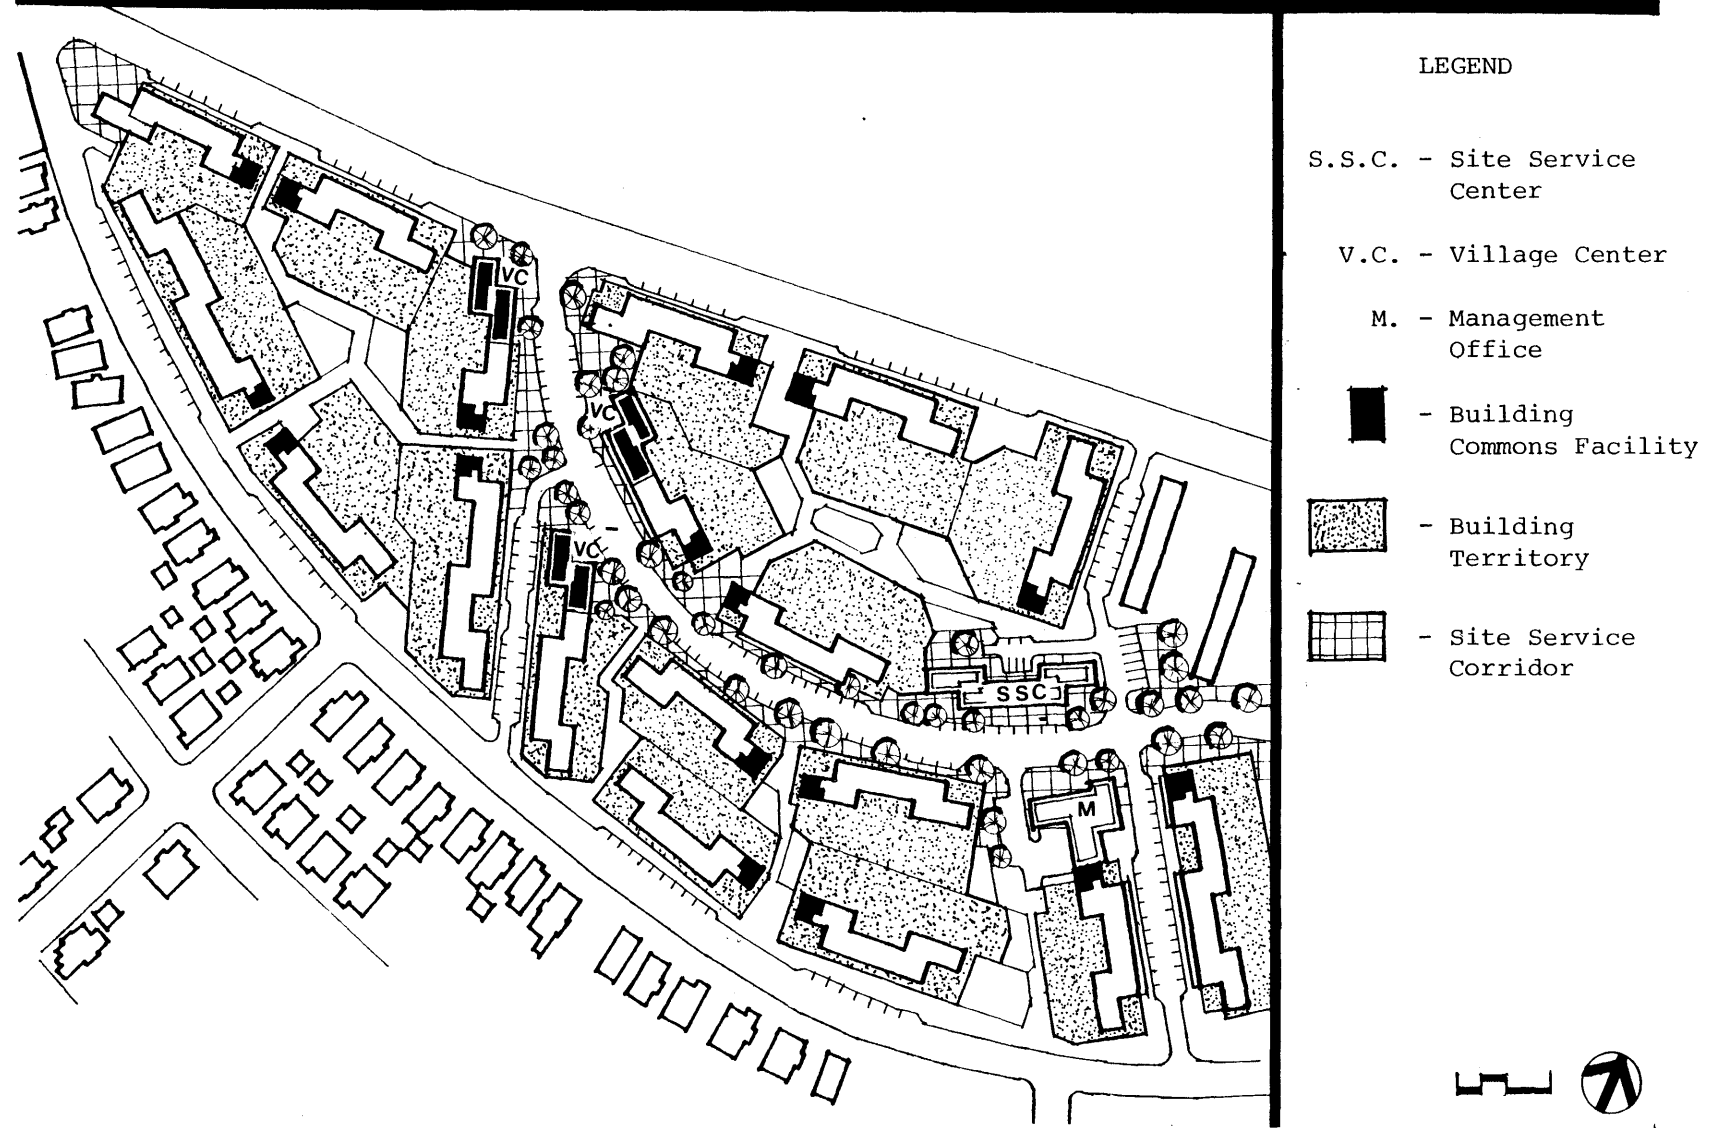 LEGEND
S.S.C. - Site Service
Center
V.C. - Village Center
M. - Management
Office
- Building
Commons Facility
- Building
Territory
- Site Service
Corridor
VC
VC
VC
SSC
M